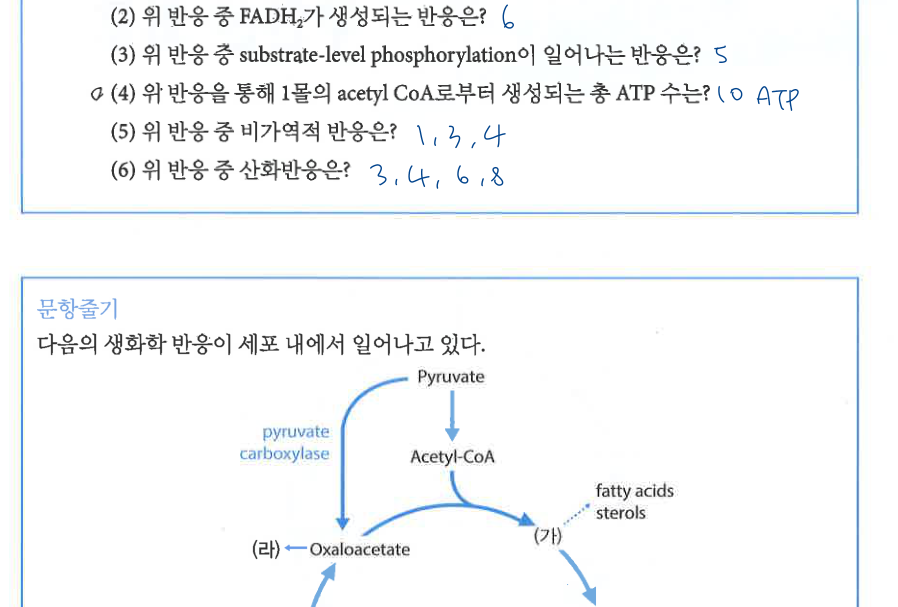 (2) 위 반응 중 FADH₂가 생성되는 반응은? 6
(3) 위 반응 중 substrate-level phosphorylation이 일어나는 반응은? 5
(4) 위 반응을 통해 1몰의 acetyl CoA로부터 생성되는 총 ATP 수는? 10 ATP
(5) 위 반응 중 비가역적 반응은? 1, 3, 4
(6) 위 반응 중 산화반응은? 3, 4, 6, 8
문항줄기
다음의 생화학 반응이 세포 내에서 일어나고 있다.
Pyruvate
pyruvate
carboxylase
Acetyl-CoA
fatty acids
sterols
(가)
(라)
Oxaloacetate